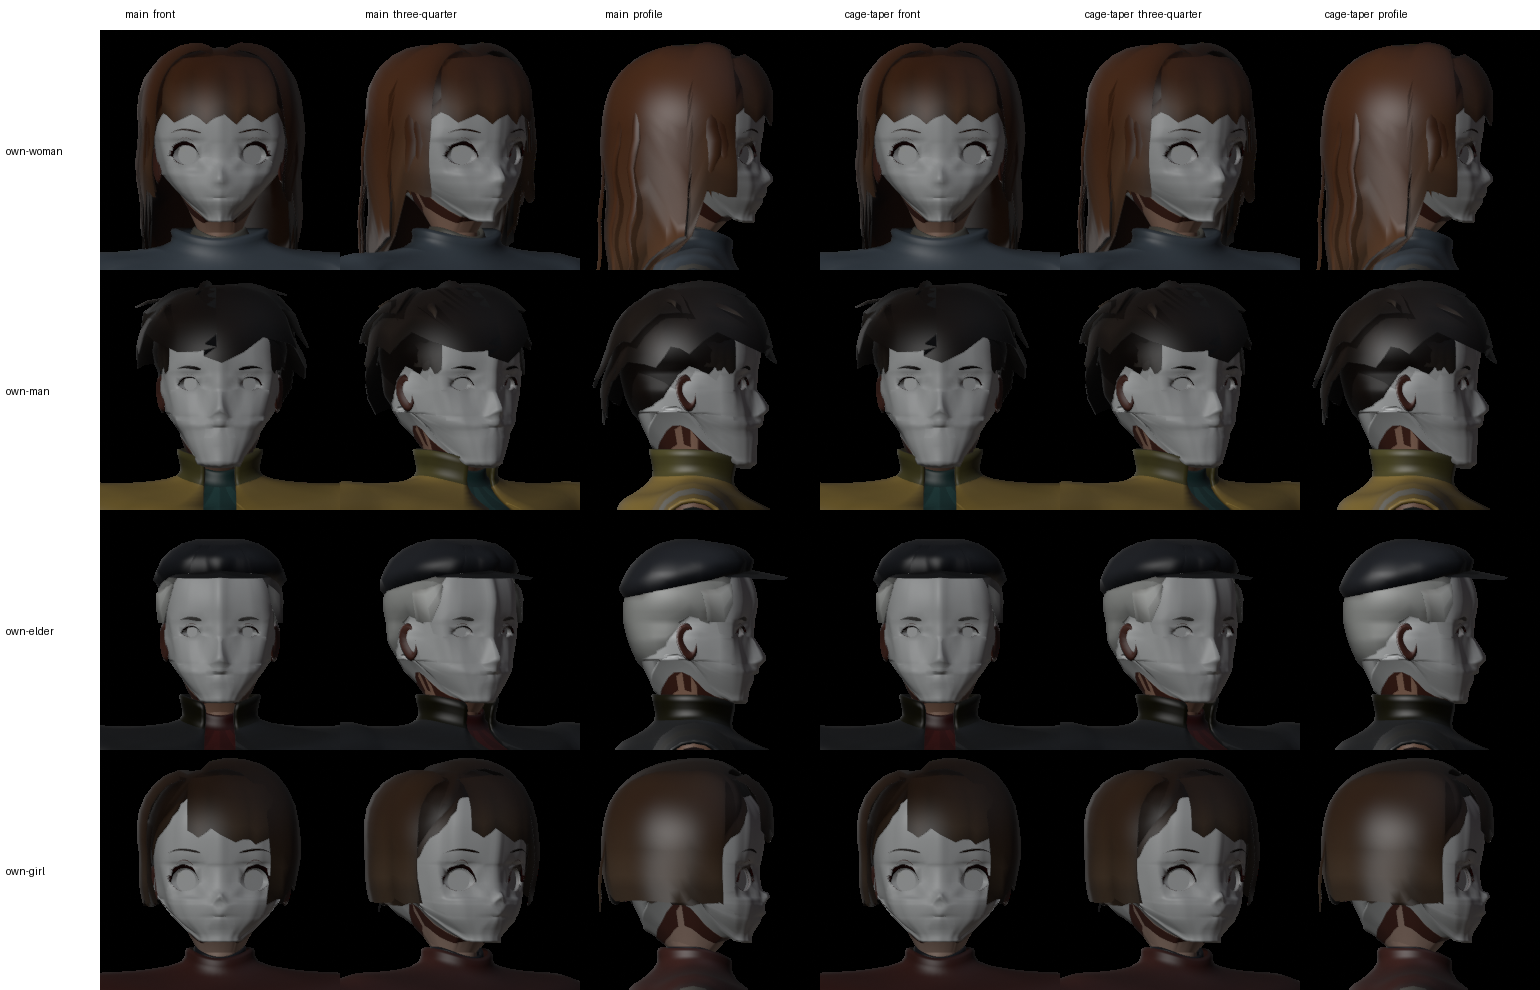 main front main three-quarter main profile cage-taper front cage-taper three-quarter cage-taper profile
own-woman
own-man
own-elder
own-girl